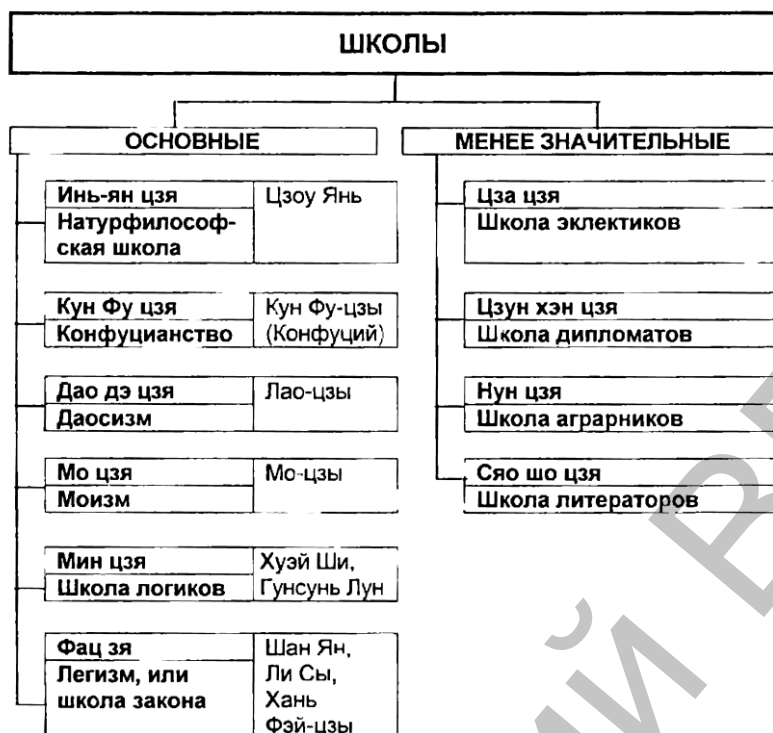 ШКОЛЫ
ОСНОВНЫЕ
Инь-ян цзя
Натурфилософ-
ская школа
Цзоу Янь
Кун Фу цзя
Конфуцианство
Кун Фу-цзы
(Конфуций)
Дао дэ цзя
Даосизм
Лао-цзы
Мо цзя
Моизм
Мо-цзы
Мин цзя
Школа логиков
Хуэй Ши,
Гунсунь Лун
Фац зя
Легизм, или
школа закона
Шан Ян,
Ли Сы,
Хань
Фэй-цзы
МЕНЕЕ ЗНАЧИТЕЛЬНЫЕ
Цза цзя
Школа эклектиков
Цзун хэн цзя
Школа дипломатов
Нун цзя
Школа аграрников
Сяо шо цзя
Школа литераторов